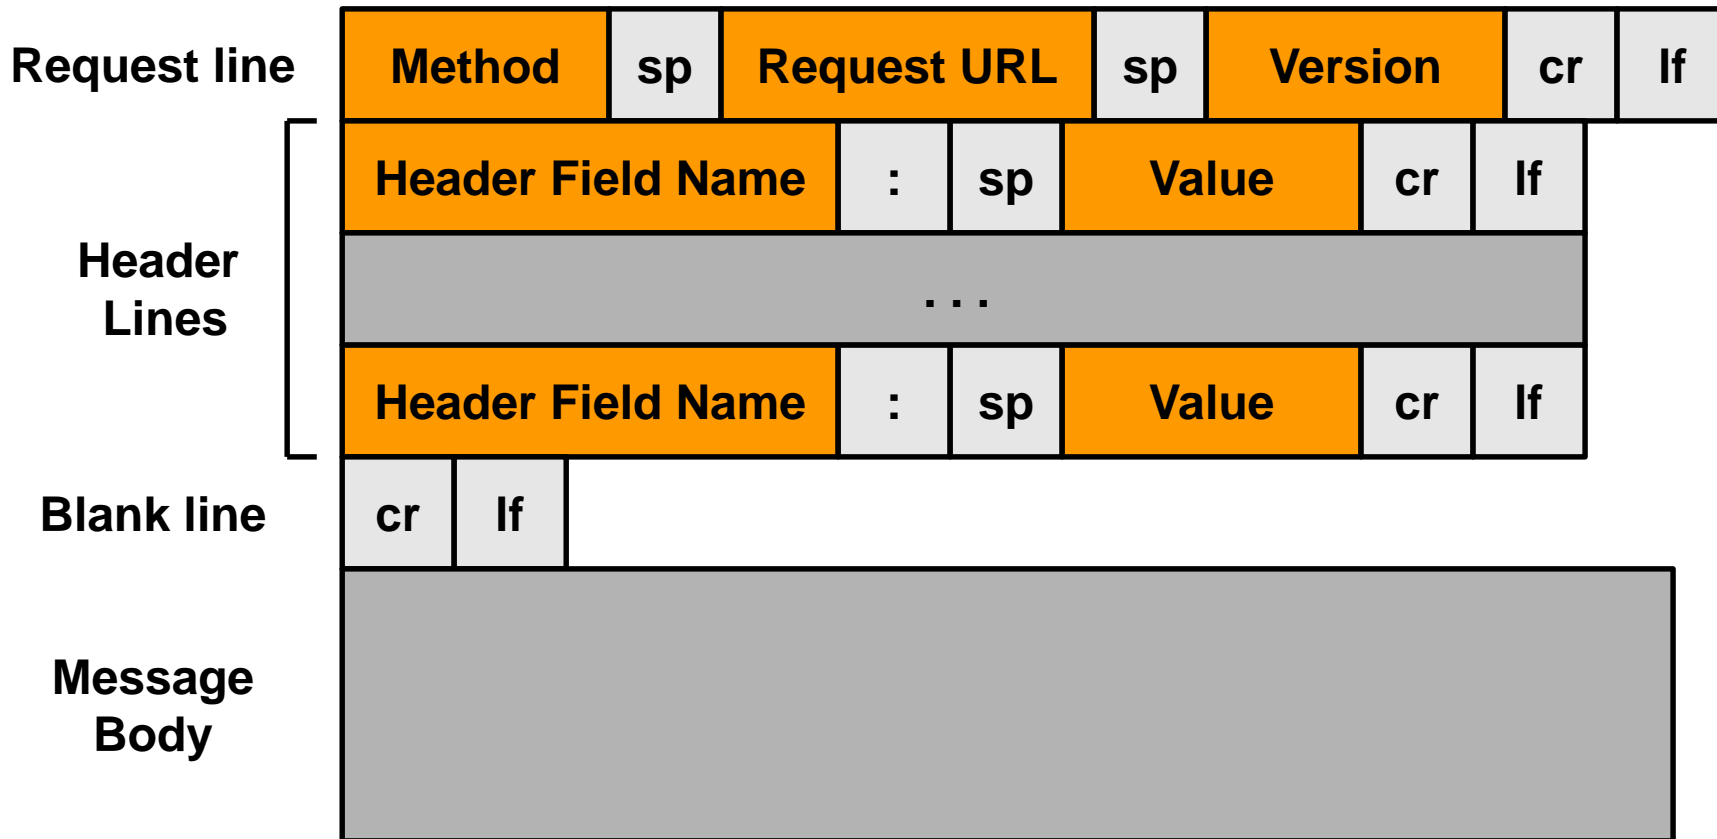 Request line Method sp Request URL sp Version cr lf
Header Field Name : sp Value cr lf
Header
Lines
. . .
Header Field Name : sp Value cr lf
Blank line cr lf
Message
Body